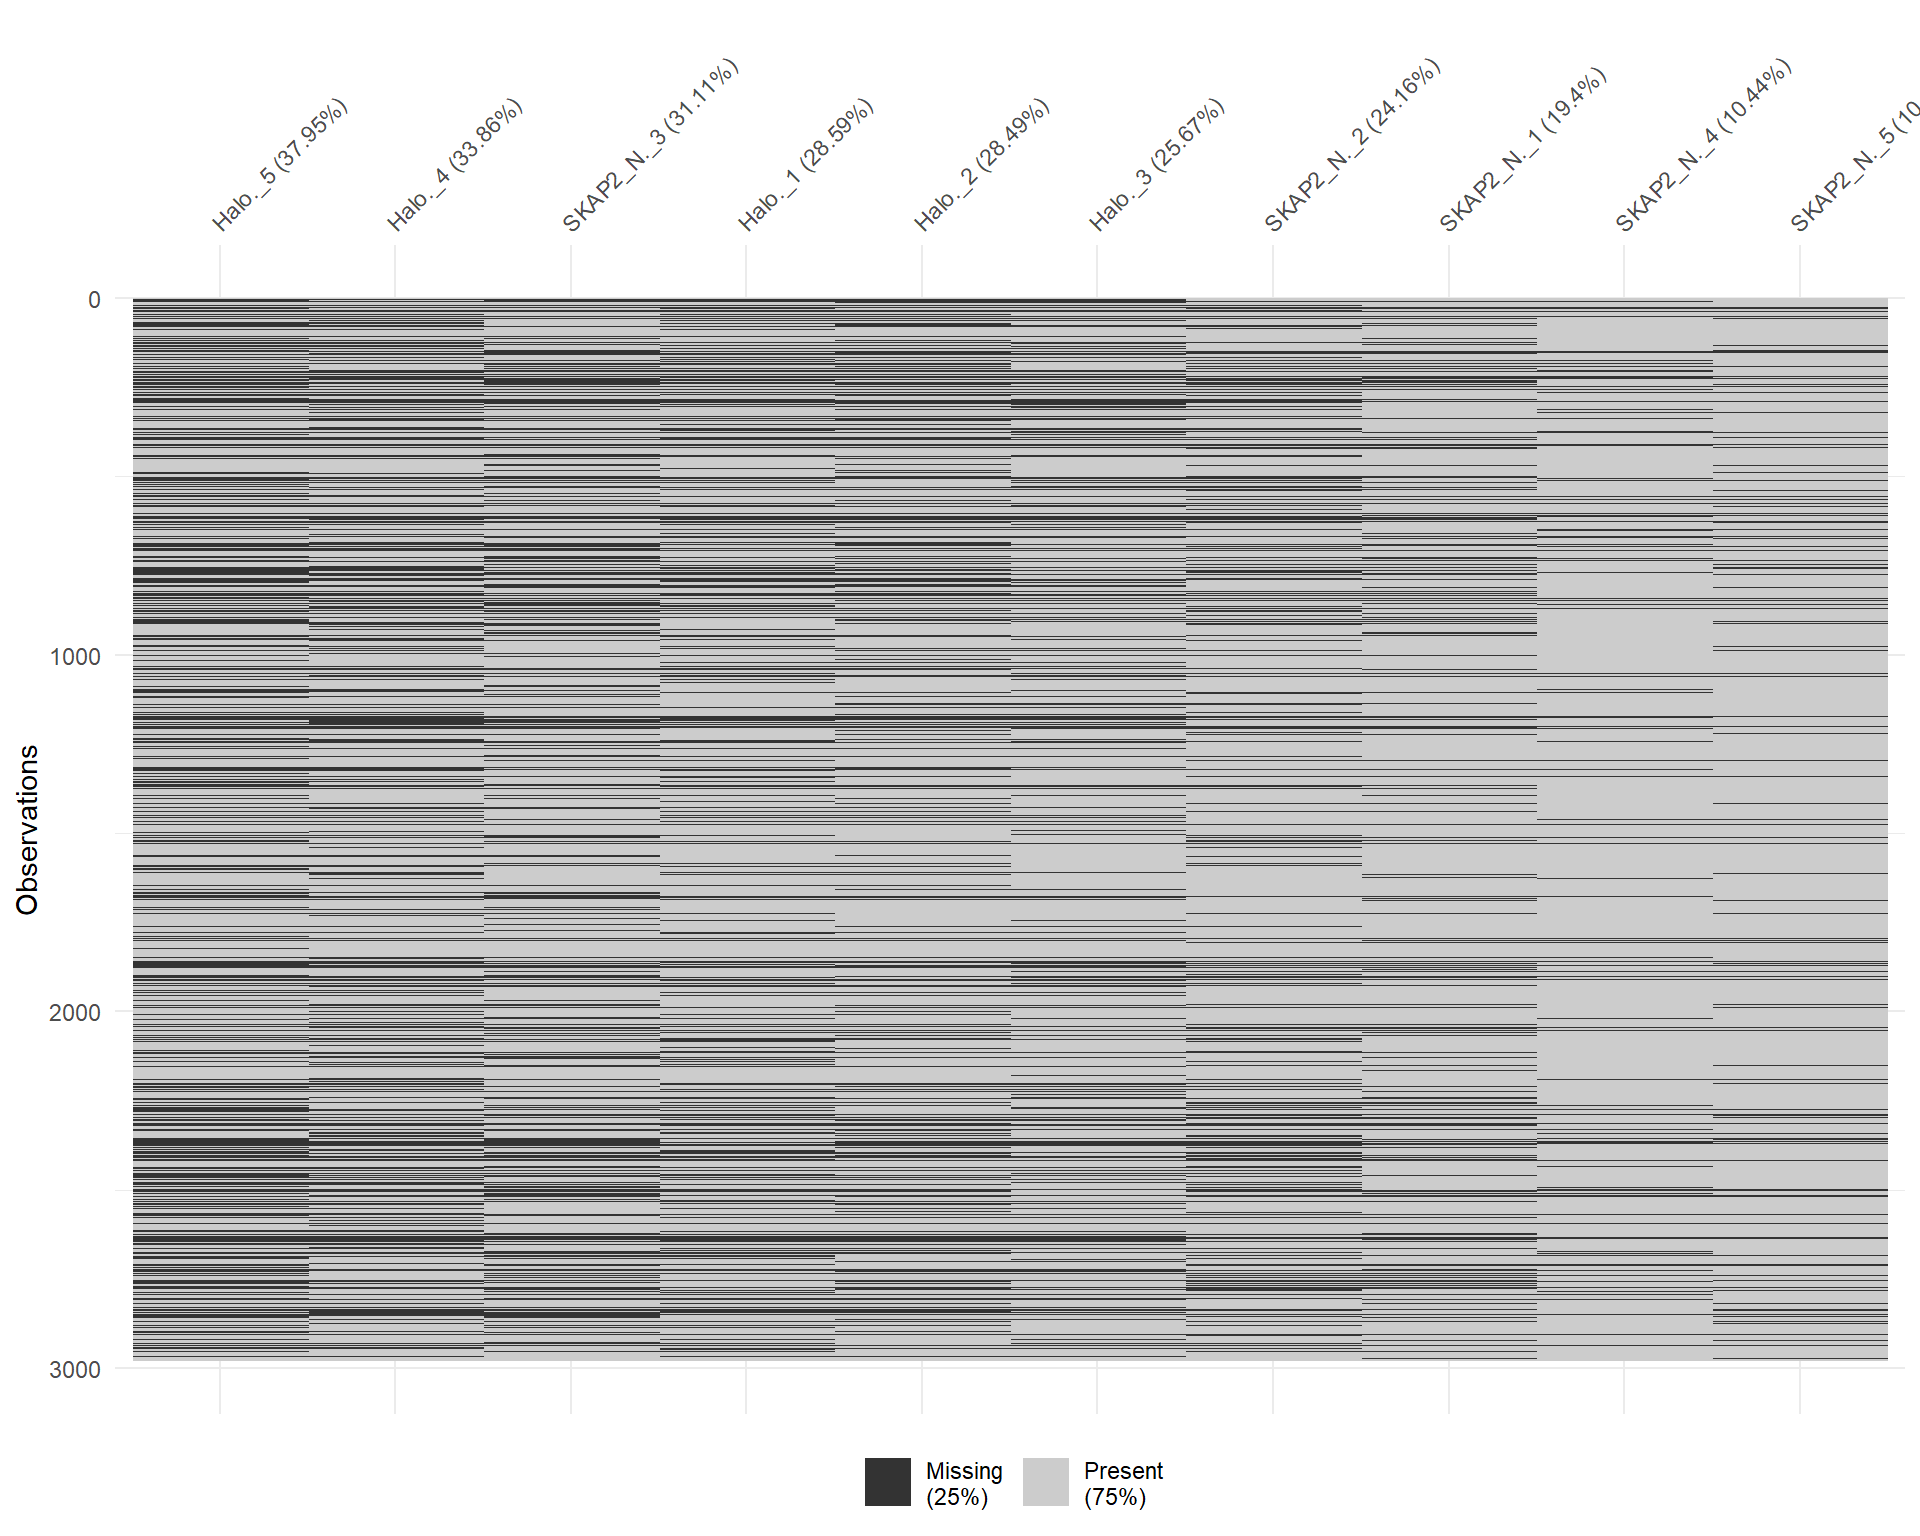 Halo._5 (37.95%)
Halo._4 (33.86%)
SKAP2_N._3 (31.11%)
Halo._1 (28.59%)
Halo._2 (28.49%)
Halo._3 (25.67%)
SKAP2_N._2 (24.16%)
SKAP2_N._1 (19.4%)
SKAP2_N._4 (10.44%)
SKAP2_N._5 (10
0
1000
2000
3000
Observations
Missing
(25%)
Present
(75%)